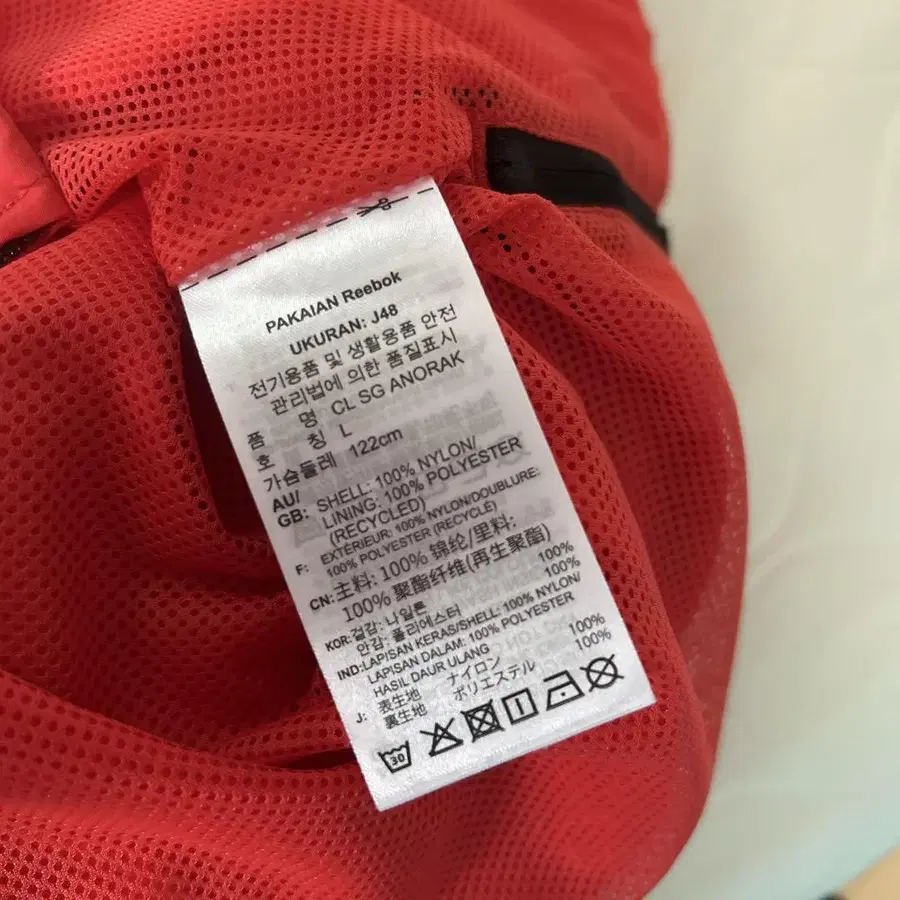 PAKAIAN Reebok
UKURAN: J48
전기용품 및 생활용품 안전
관리법에 의한 품질표시
품 명 CL SG ANORAK
호 칭 L
가슴둘레 122cm
AU/
GB: SHELL: 100% NYLON/
LINING: 100% POLYESTER
(RECYCLED)
F: EXTÉRIEUR: 100% NYLON/DOUBLURE:
100% POLYESTER (RECYCLÉ)
CN: 主料: 100% 锦纶/里料:
100% 聚酯纤维(再生聚酯)
KOR: 겉감: 나일론 100%
안감: 폴리에스터 100%
IND: LAPISAN KERAS/SHELL: 100% NYLON/
LAPISAN DALAM: 100% POLYESTER
HASIL DAUR ULANG
J: 表生地 ナイロン 100%
裏生地 ポリエステル 100%
30